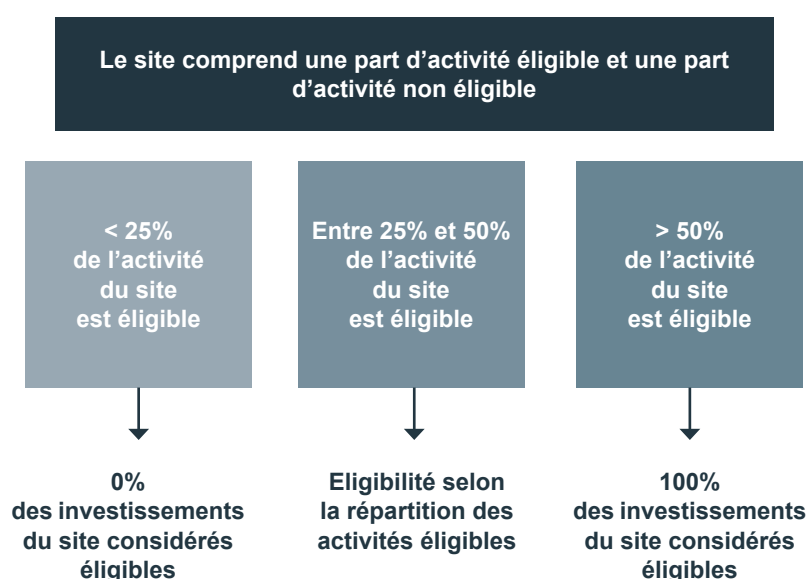 Le site comprend une part d’activité éligible et une part
d’activité non éligible
< 25%
de l’activité
du site
est éligible
Entre 25% et 50%
de l’activité
du site
est éligible
> 50%
de l’activité
du site
est éligible
0%
des investissements
du site considérés
éligibles
Eligibilité selon
la répartition des
activités éligibles
100%
des investissements
du site considérés
éligibles